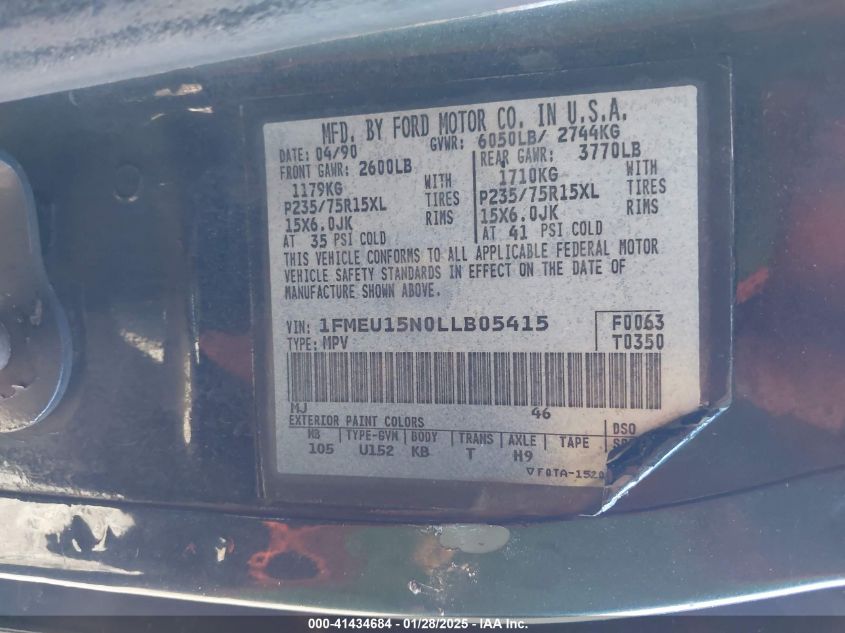 MFD. BY FORD MOTOR CO. IN U.S.A.
DATE: 04/90 GVWR: 6050LB/ 2744KG
FRONT GAWR: 2600LB REAR GAWR: 3770LB
1179KG WITH 1710KG WITH
P235/75R15XL TIRES P235/75R15XL TIRES
15X6.0JK RIMS 15X6.0JK RIMS
AT 35 PSI COLD AT 41 PSI COLD
THIS VEHICLE CONFORMS TO ALL APPLICABLE FEDERAL MOTOR
VEHICLE SAFETY STANDARDS IN EFFECT ON THE DATE OF
MANUFACTURE SHOWN ABOVE.
VIN: 1FMEU15N0LLB05415 F0063
TYPE: MPV T0350
MJ 46
EXTERIOR PAINT COLORS DSO
WB TYPE-GVM BODY TRANS AXLE TAPE
105 U152 KB T H9
F0TA-1520
000-41434684 / 01/28/2025 - IAA Inc.